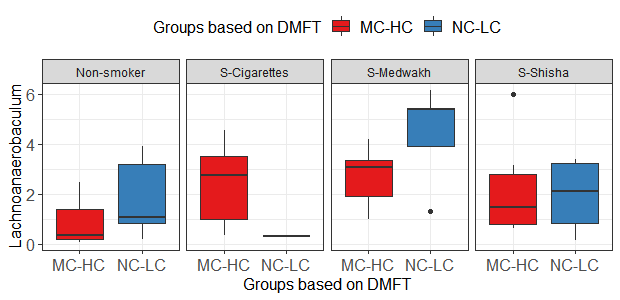 Groups based on DMFT MC-HC NC-LC
Non-smoker S-Cigarettes S-Medwakh S-Shisha
Lachnoanaerobaculum
6
4
2
0
MC-HC NC-LC MC-HC NC-LC MC-HC NC-LC MC-HC NC-LC
Groups based on DMFT